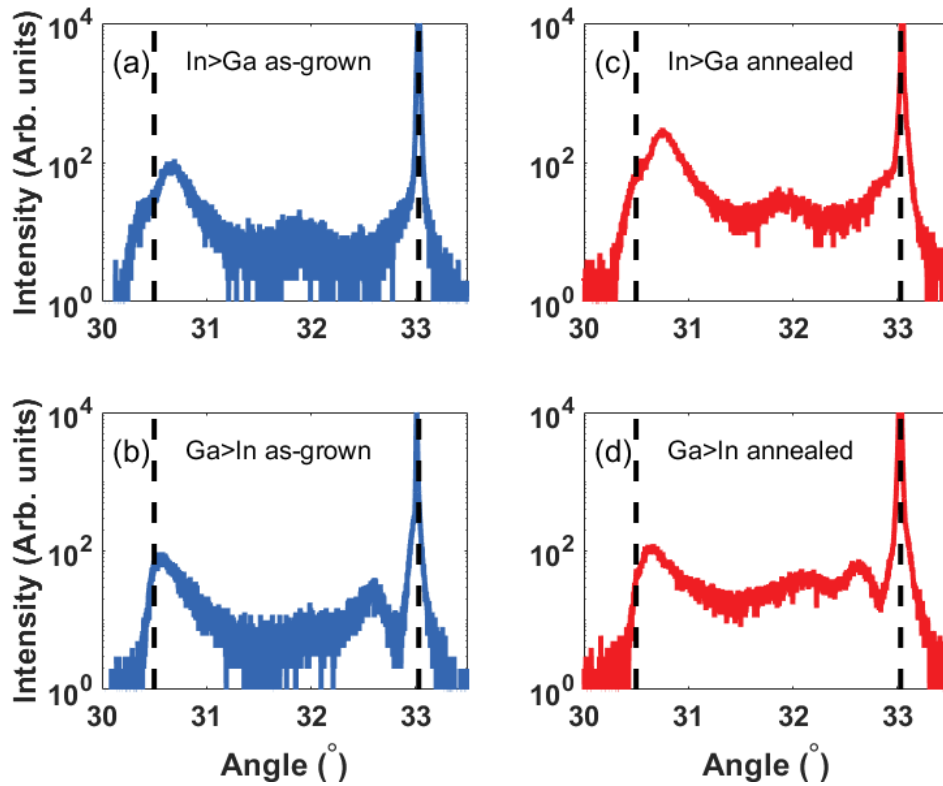 Intensity (Arb. units)
10^4
10^2
10^0
(a)
In>Ga as-grown
30
31
32
33
10^4
10^2
10^0
(c)
In>Ga annealed
30
31
32
33
Intensity (Arb. units)
10^4
10^2
10^0
(b)
Ga>In as-grown
30
31
32
33
Angle (°)
10^4
10^2
10^0
(d)
Ga>In annealed
30
31
32
33
Angle (°)